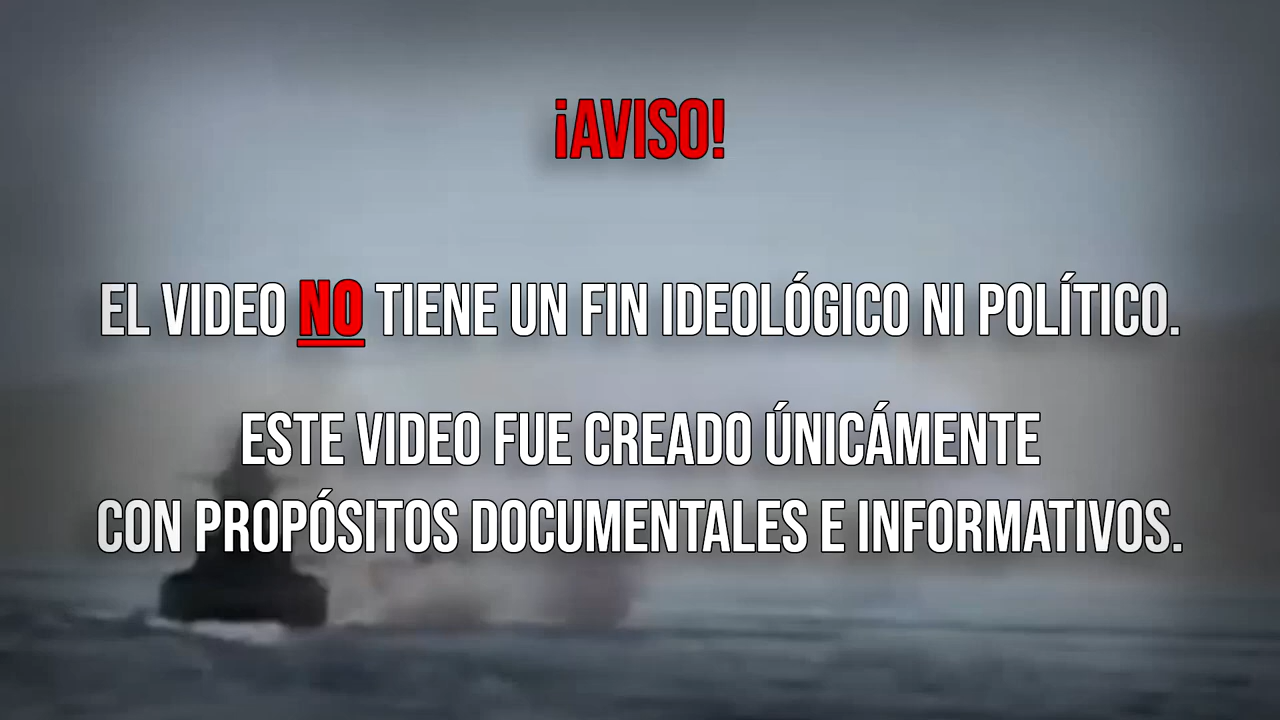 ¡AVISO!
EL VIDEO NO TIENE UN FIN IDEOLÓGICO NI POLÍTICO.
ESTE VIDEO FUE CREADO ÚNICÁMENTE
CON PROPÓSITOS DOCUMENTALES E INFORMATIVOS.